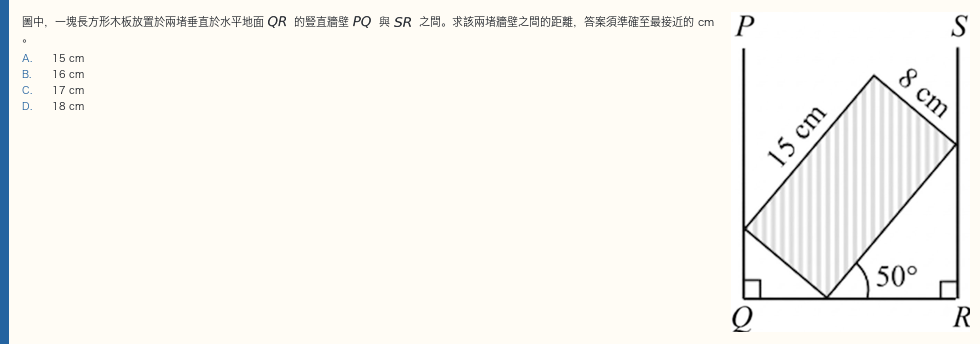 圖中，一塊長方形木板放置於兩堵垂直於水平地面 QR 的豎直牆壁 PQ 與 SR 之間。求該兩堵牆壁之間的距離，答案須準確至最接近的 cm
。
A. 15 cm
B. 16 cm
C. 17 cm
D. 18 cm
P S
8 cm
15 cm
50°
Q R